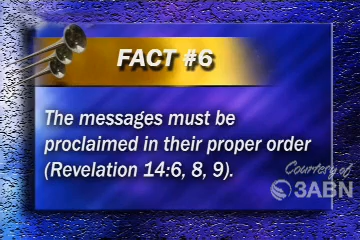 FACT #6
The messages must be
proclaimed in their proper order
(Revelation 14:6, 8, 9).
Courtesy of
3ABN